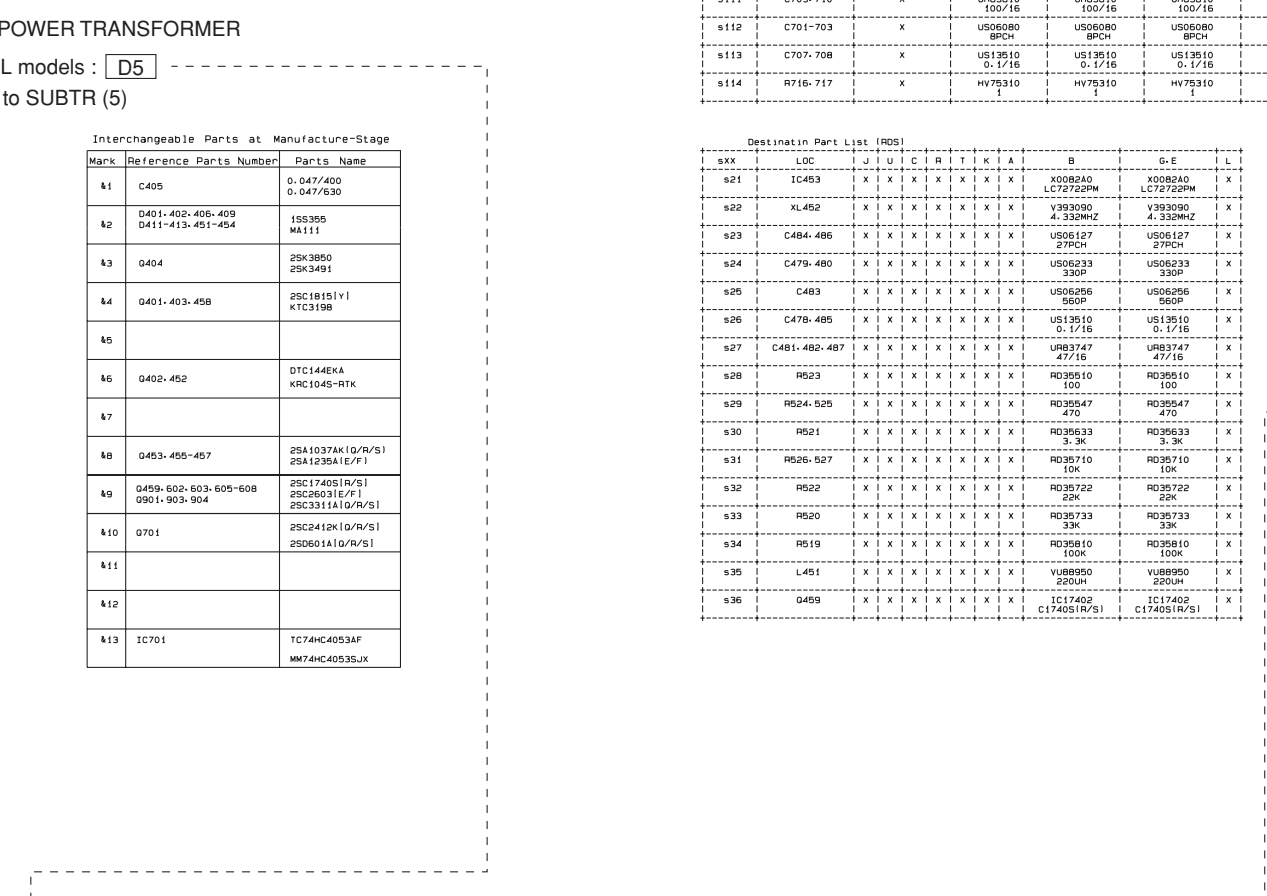 POWER TRANSFORMER
L models : D5
to SUBTR (5)
Interchangeable Parts at Manufacture-Stage
Mark Reference Parts Number Parts Name
&1 C405 0.047/400
0.047/630
&2 D401.402.406.409 1SS355
D411-413.451-454 MA111
&3 Q404 2SK3850
2SK3491
&4 Q401.403.458 2SC1815(Y)
KTC3198
&5
&6 Q402.452 DTC144EKA
KRC104S-RTK
&7
&8 Q453.455-457 2SA1037AK(Q/R/S)
2SA1235A(E/F)
&9 Q459.602.603.605-608 2SC1740S(R/S)
Q901.903.904 2SC2603(E/F)
2SC3311A(Q/R/S)
&10 Q701 2SC2412K(Q/R/S)
2SD601A(Q/R/S)
&11
&12
&13 IC701 TC74HC4053AF
MM74HC4053SJX
100/16 100/16 100/16
s112 C701-703 x US06080 US06080 US06080
8PCH 8PCH 8PCH
s113 C707.708 x US13510 US13510 US13510
0.1/16 0.1/16 0.1/16
s114 R716.717 x HV75310 HV75310 HV75310
1 1 1
Destinatin Part List (RDS)
sXX LOC J U C R T K A B G.E L
s21 IC453 x x x x x x x X0082A0 X0082A0 x
LC72722PM LC72722PM
s22 XL452 x x x x x x x V393090 V393090 x
4.332MHZ 4.332MHZ
s23 C484.486 x x x x x x x US06127 US06127 x
27PCH 27PCH
s24 C479.480 x x x x x x x US06233 US06233 x
330P 330P
s25 C483 x x x x x x x US06256 US06256 x
560P 560P
s26 C478.485 x x x x x x x US13510 US13510 x
0.1/16 0.1/16
s27 C481.482.487 x x x x x x x UR83747 UR83747 x
47/16 47/16
s28 R523 x x x x x x x RD35510 RD35510 x
100 100
s29 R524.525 x x x x x x x RD35547 RD35547 x
470 470
s30 R521 x x x x x x x RD35633 RD35633 x
3.3K 3.3K
s31 R526.527 x x x x x x x RD35710 RD35710 x
10K 10K
s32 R522 x x x x x x x RD35722 RD35722 x
22K 22K
s33 R520 x x x x x x x RD35733 RD35733 x
33K 33K
s34 R519 x x x x x x x RD35810 RD35810 x
100K 100K
s35 L451 x x x x x x x VU88950 VU88950 x
220UH 220UH
s36 Q459 x x x x x x x IC17402 IC17402 x
C1740S(R/S) C1740S(R/S)